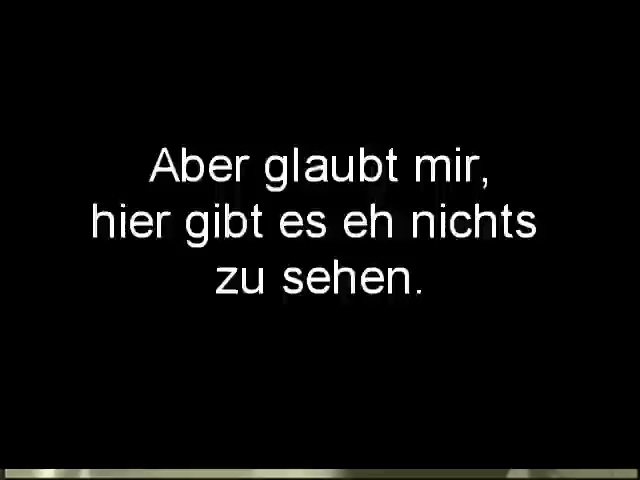 Aber glaubt mir,
hier gibt es eh nichts
zu sehen.